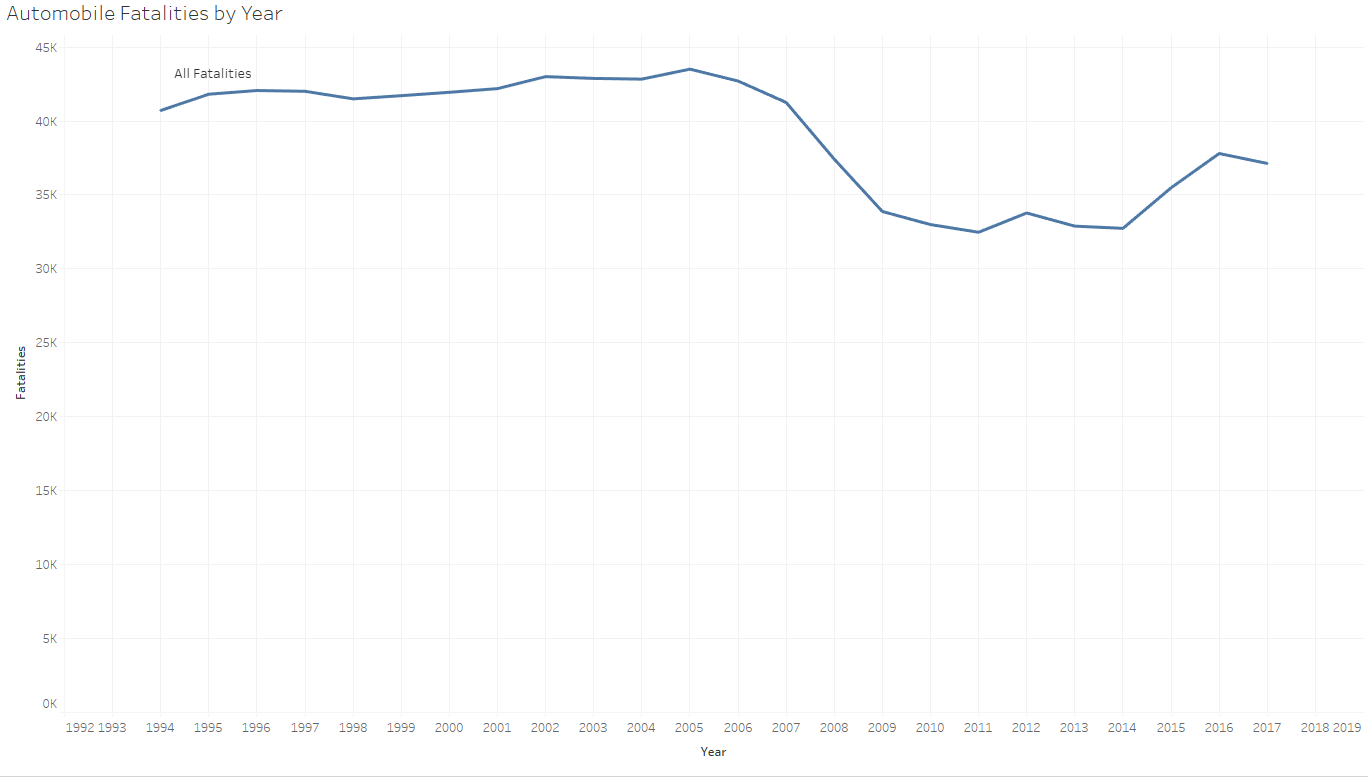 Automobile Fatalities by Year
45K
All Fatalities
40K
35K
30K
25K
Fatalities
20K
15K
10K
5K
0K
1992 1993 1994 1995 1996 1997 1998 1999 2000 2001 2002 2003 2004 2005 2006 2007 2008 2009 2010 2011 2012 2013 2014 2015 2016 2017 2018 2019
Year